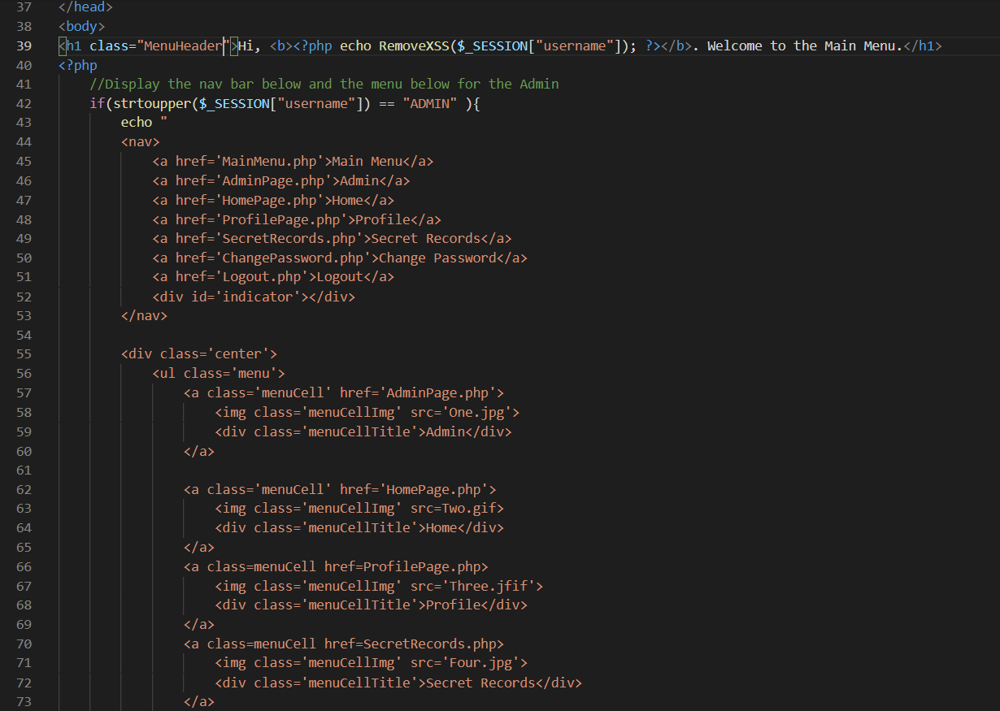 37 </head>
38 <body>
39 <h1 class="MenuHeader">Hi, <b><?php echo RemoveXSS($_SESSION["username"]); ?></b>. Welcome to the Main Menu.</h1>
40 <?php
41 //Display the nav bar below and the menu below for the Admin
42 if(strtoupper($_SESSION["username"]) == "ADMIN" ){
43 echo "
44 <nav>
45 <a href='MainMenu.php'>Main Menu</a>
46 <a href='AdminPage.php'>Admin</a>
47 <a href='HomePage.php'>Home</a>
48 <a href='ProfilePage.php'>Profile</a>
49 <a href='SecretRecords.php'>Secret Records</a>
50 <a href='ChangePassword.php'>Change Password</a>
51 <a href='Logout.php'>Logout</a>
52 <div id='indicator'></div>
53 </nav>
54
55 <div class='center'>
56 <ul class='menu'>
57 <a class='menuCell' href='AdminPage.php'>
58 <img class='menuCellImg' src='One.jpg'>
59 <div class='menuCellTitle'>Admin</div>
60 </a>
61
62 <a class='menuCell' href='HomePage.php'>
63 <img class='menuCellImg' src=Two.gif>
64 <div class='menuCellTitle'>Home</div>
65 </a>
66 <a class=menuCell href=ProfilePage.php>
67 <img class='menuCellImg' src='Three.jfif'>
68 <div class='menuCellTitle'>Profile</div>
69 </a>
70 <a class=menuCell href=SecretRecords.php>
71 <img class='menuCellImg' src='Four.jpg'>
72 <div class='menuCellTitle'>Secret Records</div>
73 </a>